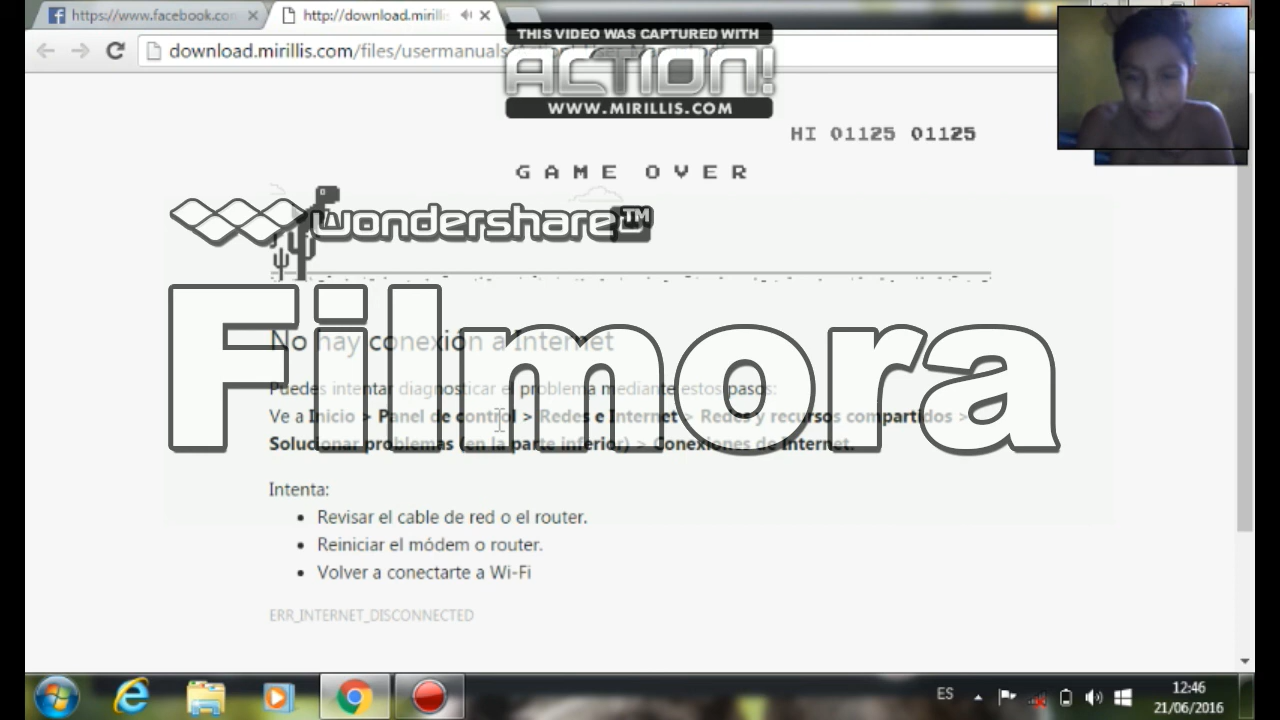 https://www.facebook.com
http://download.mirillis
download.mirillis.com/files/usermanuals/
THIS VIDEO WAS CAPTURED WITH
ACTION!
WWW.MIRILLIS.COM
HI 01125 01125
GAME OVER
wondershare™
Filmora
No hay conexión a Internet
Puedes intentar diagnosticar el problema mediante estos pasos:
Ve a Inicio > Panel de control > Redes e Internet > Redes y recursos compartidos >
Solucionar problemas (en la parte inferior) > Conexiones de Internet.
Intenta:
• Revisar el cable de red o el router.
• Reiniciar el módem o router.
• Volver a conectarte a Wi-Fi
ERR_INTERNET_DISCONNECTED
ES
12:46
21/06/2016